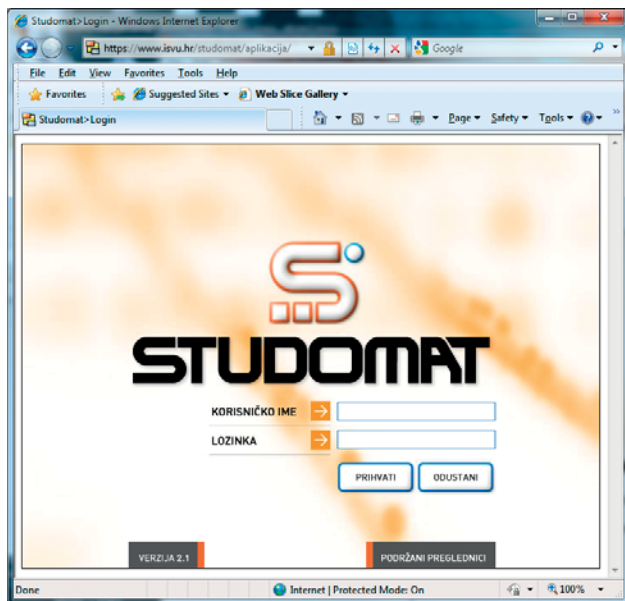 Studomat>Login - Windows Internet Explorer
https://www.isvu.hr/studomat/aplikacija/ Google
File Edit View Favorites Tools Help
Favorites Suggested Sites Web Slice Gallery
Studomat>Login Page Safety Tools
STUDOMAT
KORISNIČKO IME
LOZINKA
PRIHVATI ODUSTANI
VERZIJA 2.1 PODRŽANI PREGLEDNICI
Done Internet | Protected Mode: On 100%